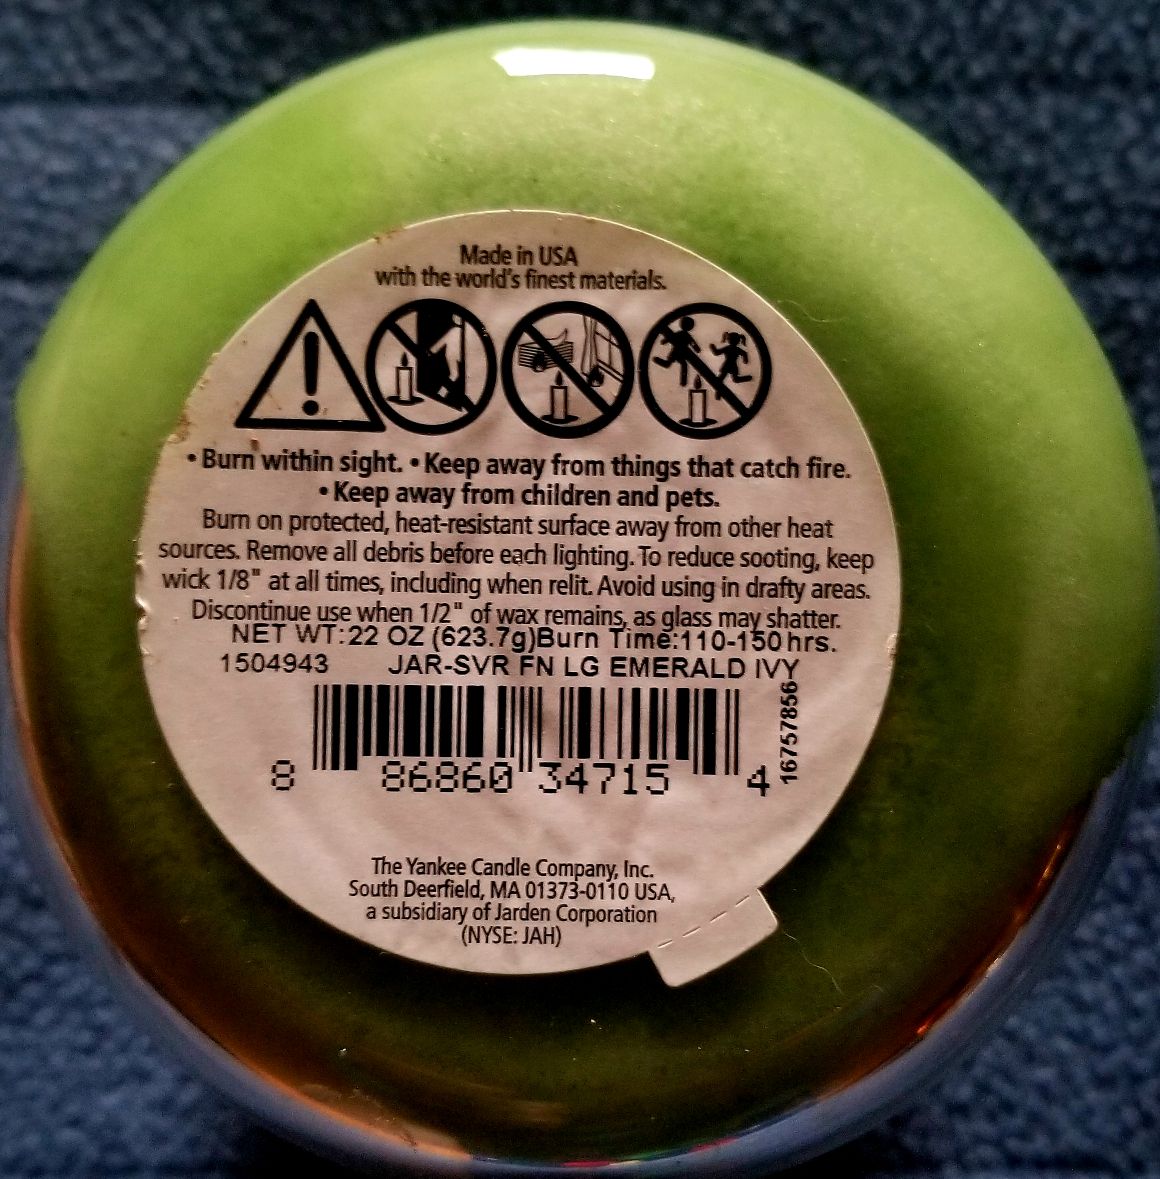 Made in USA
with the world's finest materials.
• Burn within sight. • Keep away from things that catch fire.
• Keep away from children and pets.
Burn on protected, heat-resistant surface away from other heat
sources. Remove all debris before each lighting. To reduce sooting, keep
wick 1/8" at all times, including when relit. Avoid using in drafty areas.
Discontinue use when 1/2" of wax remains, as glass may shatter.
NET WT:22 OZ (623.7g)Burn Time:110-150 hrs.
1504943 JAR-SVR FN LG EMERALD IVY
16757856
8 86860 34715 4
The Yankee Candle Company, Inc.
South Deerfield, MA 01373-0110 USA,
a subsidiary of Jarden Corporation
(NYSE: JAH)